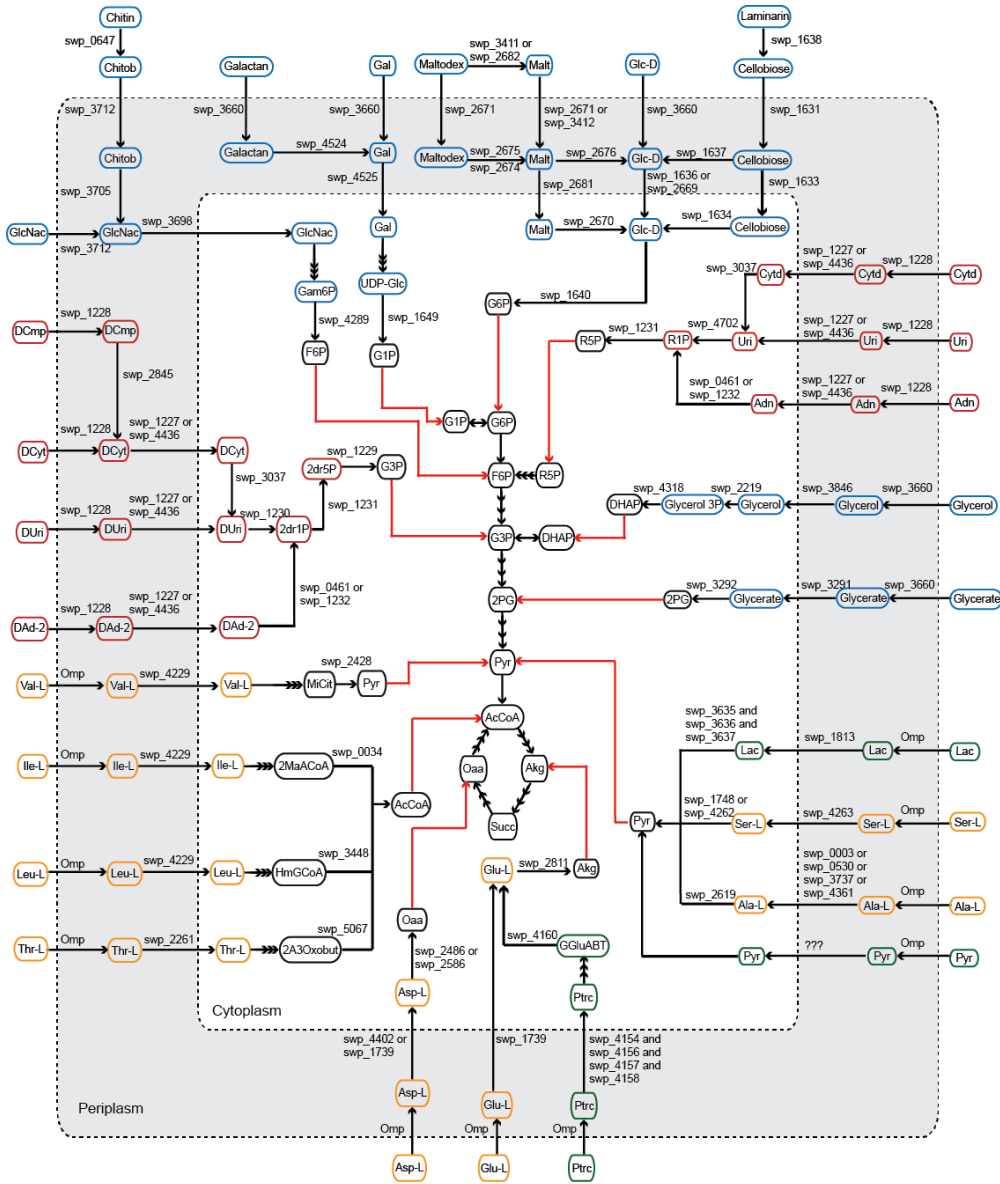 Chitin
Laminarin
swp_0647
swp_3411 or
swp_2682
swp_1638
Chitob
Galactan
Gal
Maltodex
Malt
Glc-D
Cellobiose
swp_3712
swp_3660
swp_3660
swp_2671
swp_2671 or
swp_3412
swp_3660
swp_1631
Chitob
Galactan
swp_4524
Gal
Maltodex
swp_2675
swp_2674
Malt
swp_2676
Glc-D
swp_1637
Cellobiose
swp_3705
swp_4525
swp_2681
swp_1636 or
swp_2669
swp_1633
GlcNac
swp_3712
GlcNac
swp_3698
GlcNac
Gal
Malt
swp_2670
Glc-D
swp_1634
Cellobiose
Gam6P
UDP-Glc
swp_3037
Cytd
swp_1227 or
swp_4436
Cytd
swp_1228
Cytd
swp_4289
swp_1649
G6P
swp_1640
DCmp
swp_1228
DCmp
F6P
G1P
R5P
swp_1231
R1P
swp_4702
Uri
swp_1227 or
swp_4436
Uri
swp_1228
Uri
swp_2845
swp_0461 or
swp_1232
Adn
swp_1227 or
swp_4436
Adn
swp_1228
Adn
G1P
G6P
DCyt
swp_1228
DCyt
swp_1227 or
swp_4436
DCyt
swp_3037
2dr5P
swp_1229
G3P
F6P
R5P
swp_1231
DHAP
swp_4318
Glycerol 3P
swp_2219
Glycerol
swp_3846
Glycerol
swp_3660
Glycerol
DUri
swp_1228
DUri
swp_1227 or
swp_4436
DUri
swp_1230
2dr1P
G3P
DHAP
swp_0461 or
swp_1232
2PG
2PG
swp_3292
Glycerate
swp_3291
Glycerate
swp_3660
Glycerate
DAd-2
swp_1228
DAd-2
swp_1227 or
swp_4436
DAd-2
Val-L
Omp
Val-L
swp_4229
Val-L
MiCit
swp_2428
Pyr
Pyr
AcCoA
swp_3635 and
swp_3636 and
swp_3637
Lac
swp_1813
Lac
Omp
Lac
Ile-L
Omp
Ile-L
swp_4229
Ile-L
2MaACoA
swp_0034
AcCoA
Oaa
Akg
Succ
Pyr
swp_1748 or
swp_4262
Ser-L
swp_4263
Ser-L
Omp
Ser-L
Leu-L
Omp
Leu-L
swp_4229
Leu-L
HmGCoA
swp_3448
Glu-L
swp_2811
Akg
swp_2619
Ala-L
swp_0003 or
swp_0530 or
swp_3737 or
swp_4361
Ala-L
Omp
Ala-L
Oaa
Thr-L
Omp
Thr-L
swp_2261
Thr-L
2A3Oxobut
swp_5067
swp_2486 or
swp_2586
swp_4160
GGluABT
Pyr
???
Pyr
Omp
Pyr
Asp-L
Ptrc
Cytoplasm
swp_4402 or
swp_1739
swp_1739
swp_4154 and
swp_4156 and
swp_4157 and
swp_4158
Periplasm
Asp-L
Glu-L
Ptrc
Omp
Omp
Omp
Asp-L
Glu-L
Ptrc